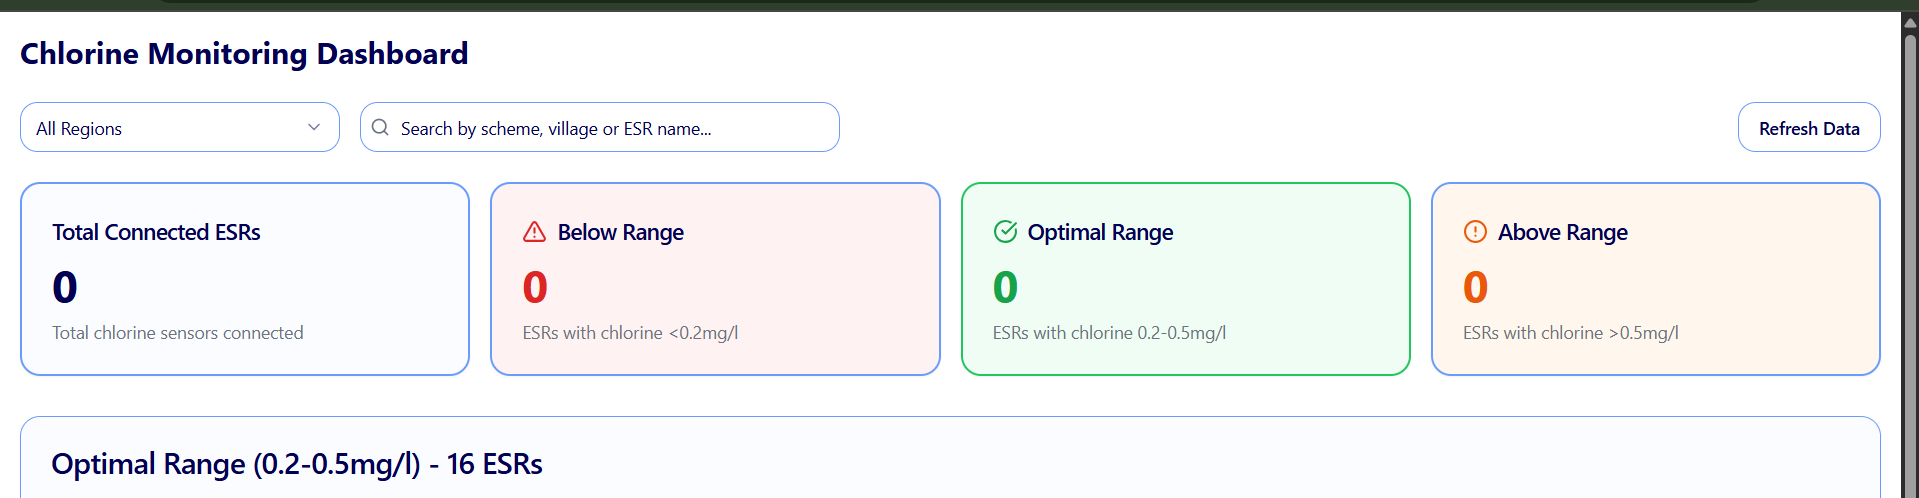 Chlorine Monitoring Dashboard
All Regions
Search by scheme, village or ESR name...
Refresh Data
Total Connected ESRs
0
Total chlorine sensors connected
Below Range
0
ESRs with chlorine <0.2mg/l
Optimal Range
0
ESRs with chlorine 0.2-0.5mg/l
Above Range
0
ESRs with chlorine >0.5mg/l
Optimal Range (0.2-0.5mg/l) - 16 ESRs